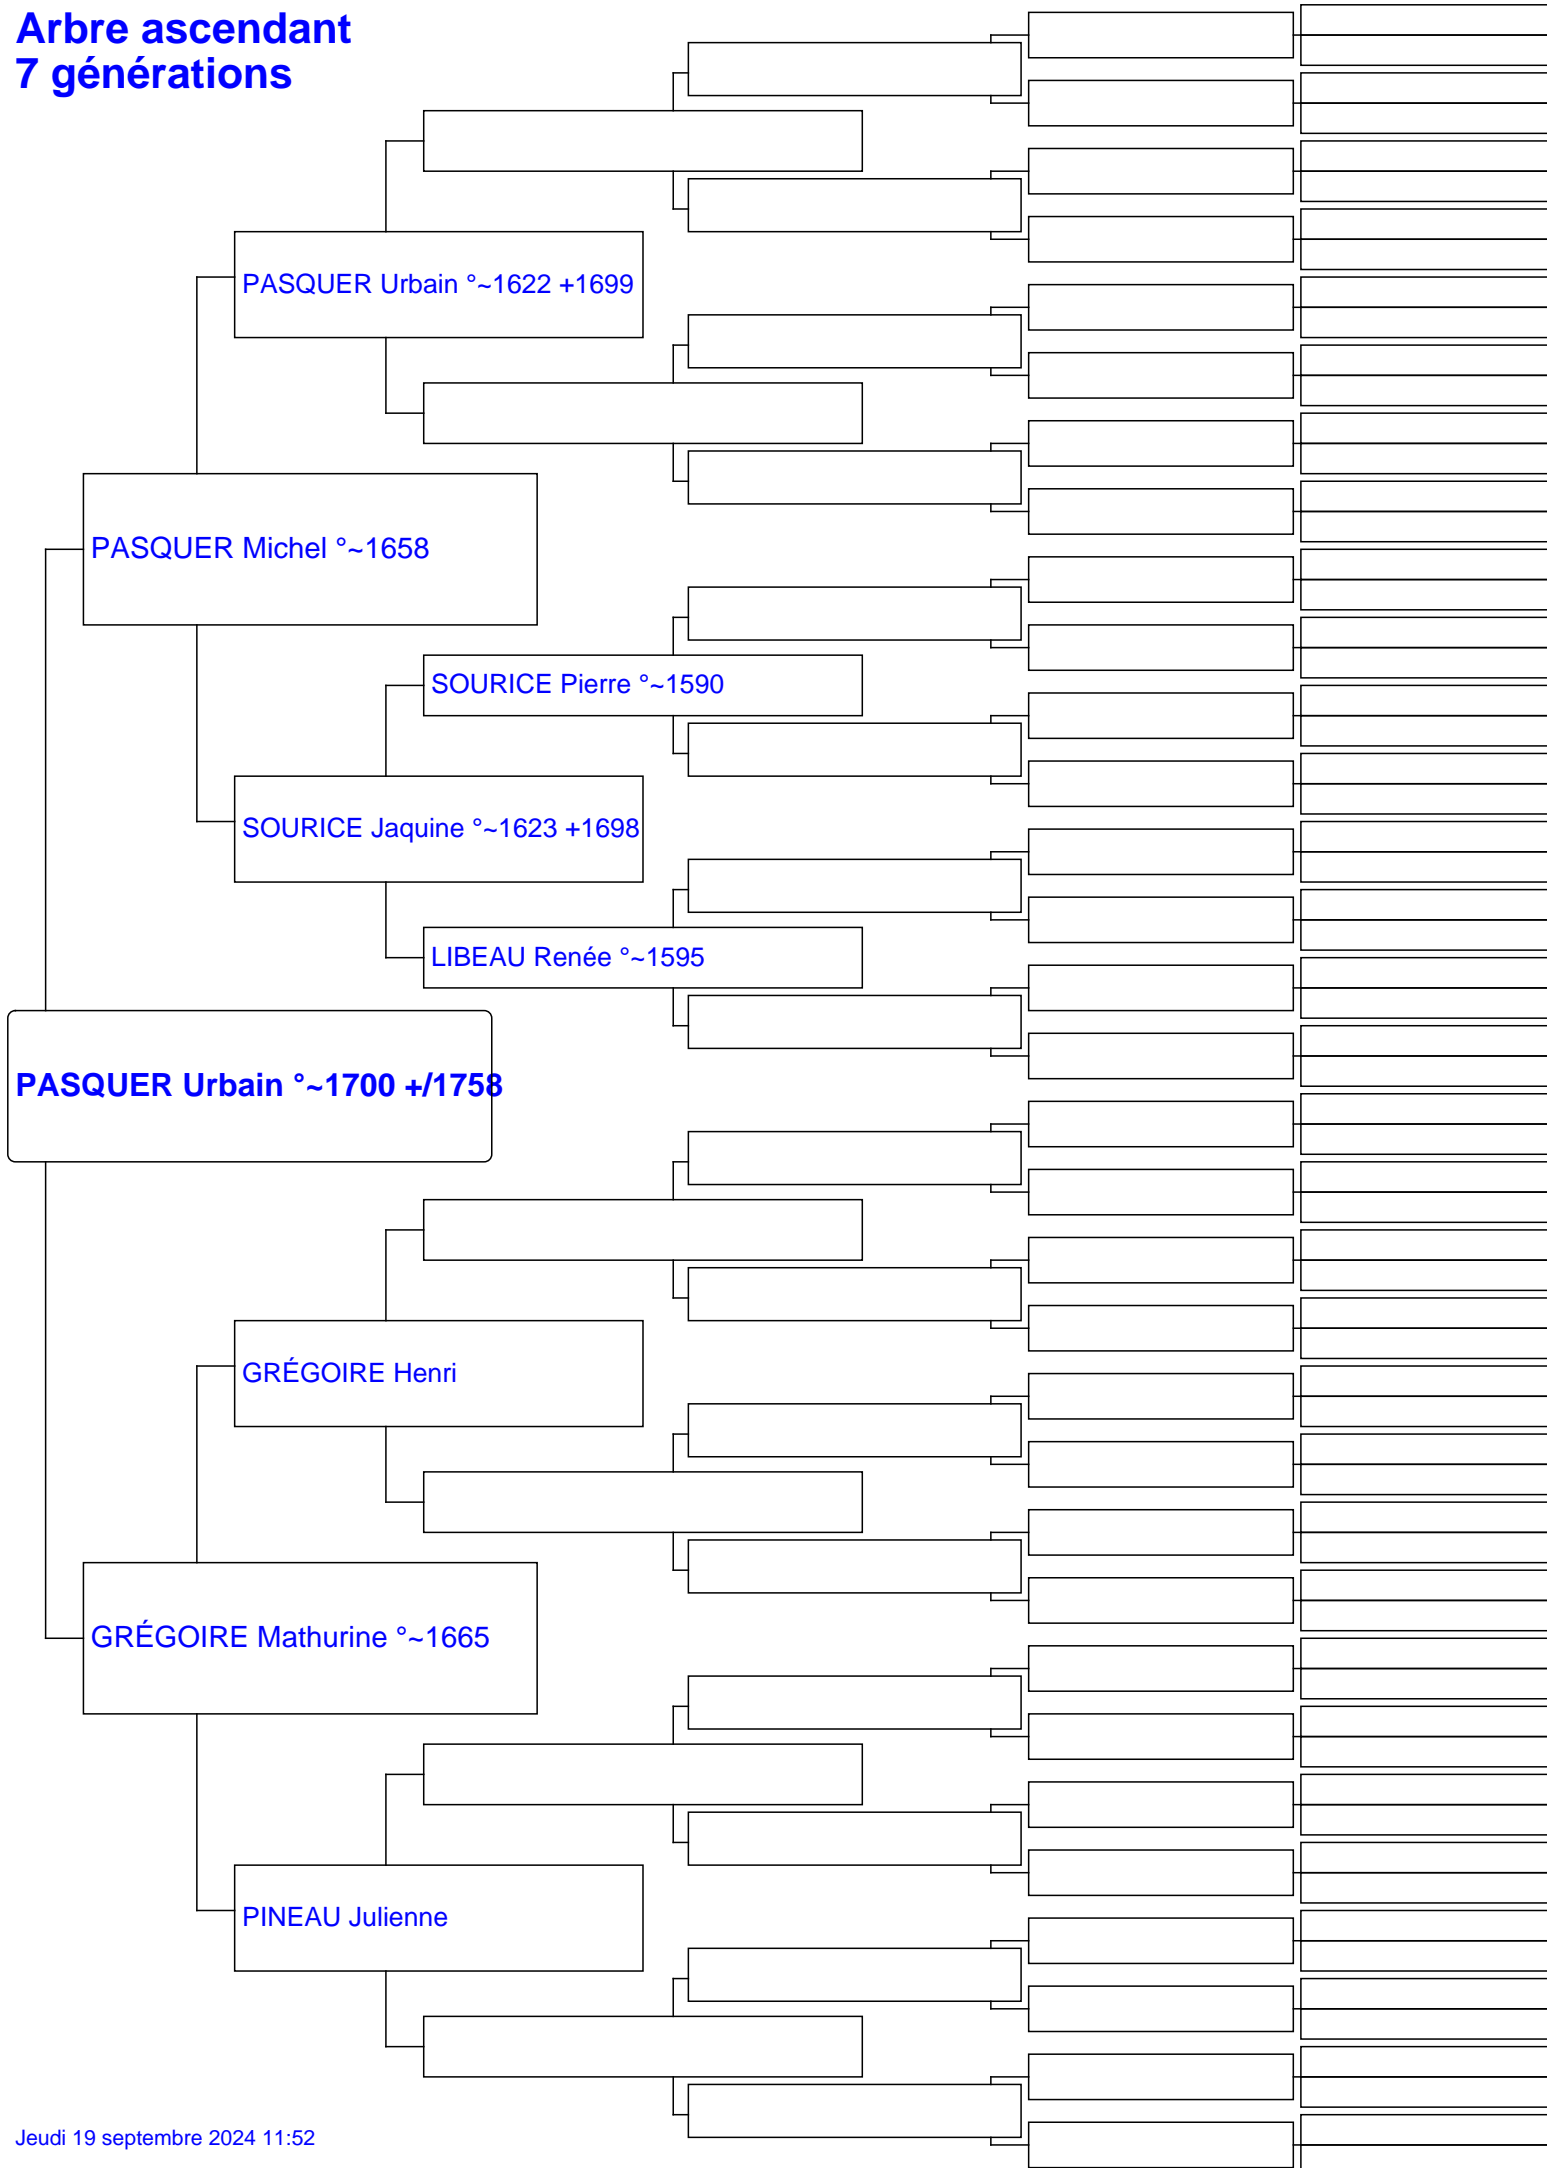 Arbre ascendant
7 générations
PASQUER Urbain °~1622 +1699
PASQUER Michel °~1658
SOURICE Pierre °~1590
SOURICE Jaquine °~1623 +1698
LIBEAU Renée °~1595
PASQUER Urbain °~1700 +/1758
GRÉGOIRE Henri
GRÉGOIRE Mathurine °~1665
PINEAU Julienne
Jeudi 19 septembre 2024 11:52